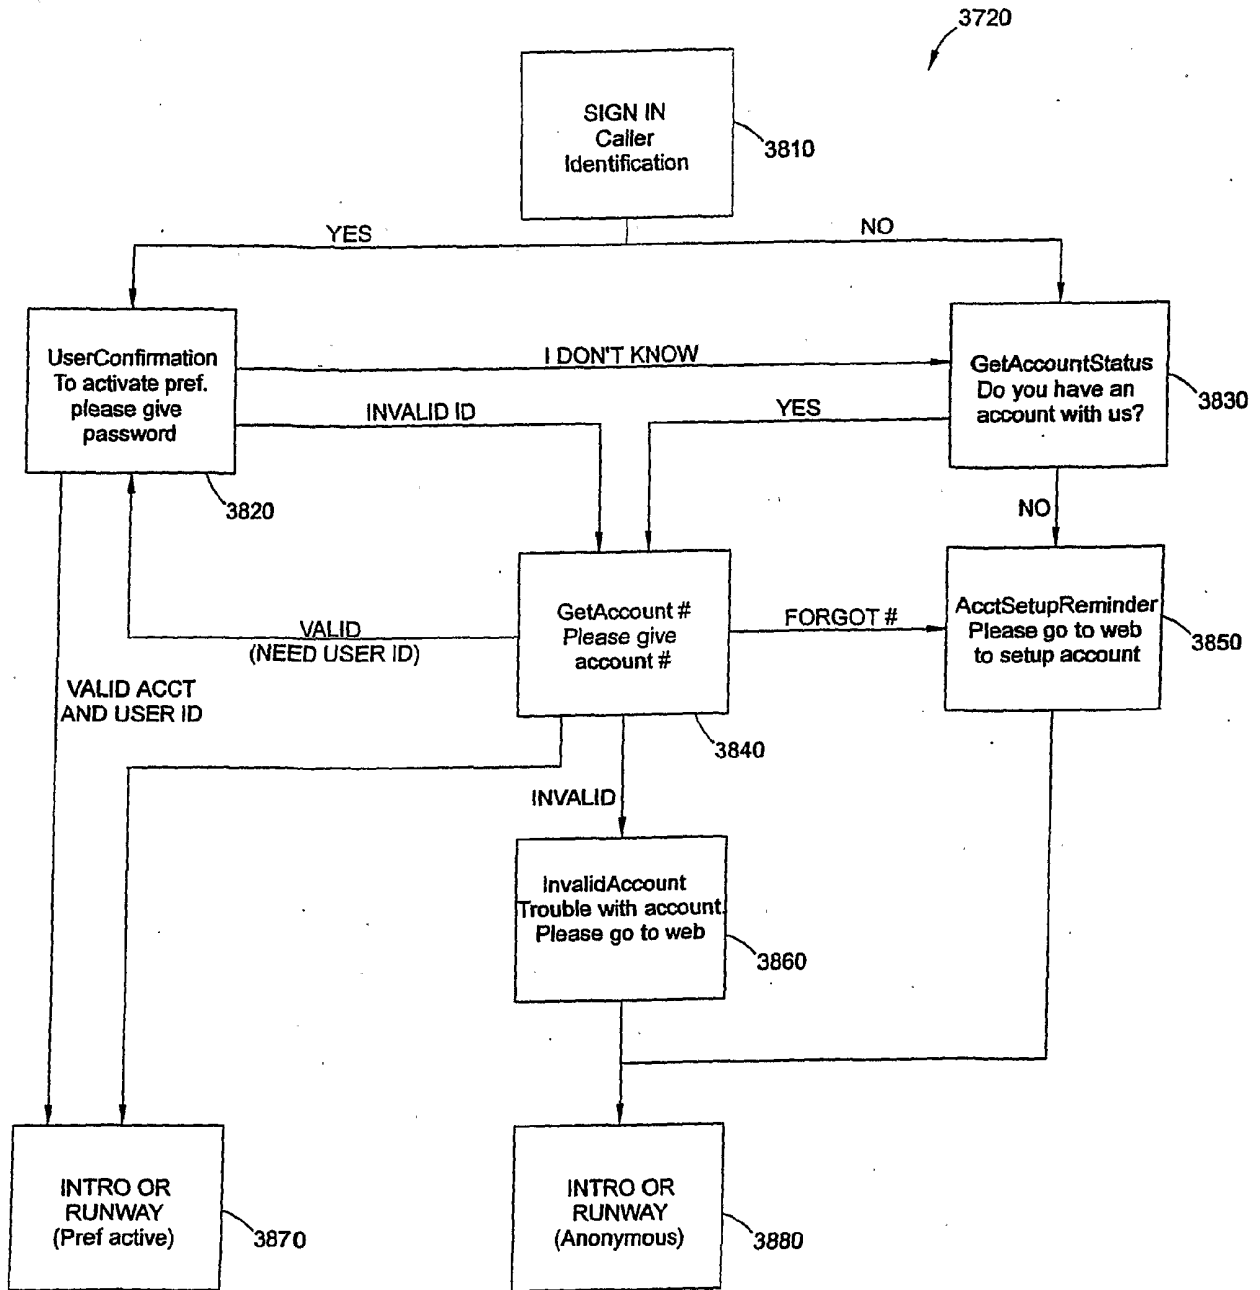 3720
SIGN IN
Caller
Identification
3810
YES
NO
UserConfirmation
To activate pref.
please give
password
3820
I DON'T KNOW
INVALID ID
YES
GetAccountStatus
Do you have an
account with us?
3830
NO
GetAccount #
Please give
account #
3840
VALID
(NEED USER ID)
FORGOT #
AcctSetupReminder
Please go to web
to setup account
3850
VALID ACCT
AND USER ID
INVALID
InvalidAccount
Trouble with account.
Please go to web
3860
INTRO OR
RUNWAY
(Pref active)
3870
INTRO OR
RUNWAY
(Anonymous)
3880